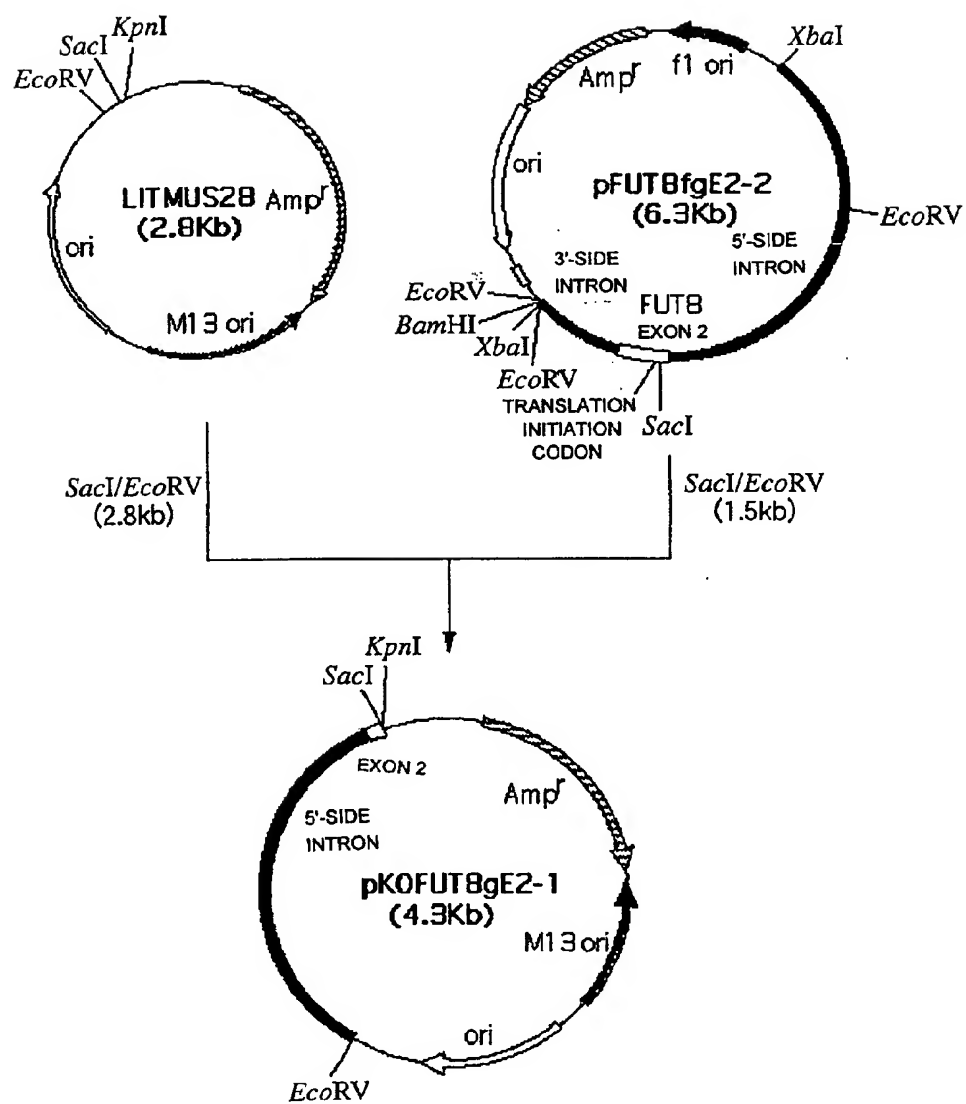 KpnI
SacI
EcoRV
LITMUS28
(2.8Kb)
Ampr
ori
M13 ori
XbaI
f1 ori
Ampr
ori
pFUT8fgE2-2
(6.3Kb)
EcoRV
5'-SIDE
INTRON
3'-SIDE
INTRON
FUT8
EXON 2
EcoRV
BamHI
XbaI
EcoRV
TRANSLATION
INITIATION
CODON
SacI
SacI/EcoRV
(2.8kb)
SacI/EcoRV
(1.5kb)
KpnI
SacI
EXON 2
Ampr
5'-SIDE
INTRON
pKOFUT8gE2-1
(4.3Kb)
M13 ori
ori
EcoRV